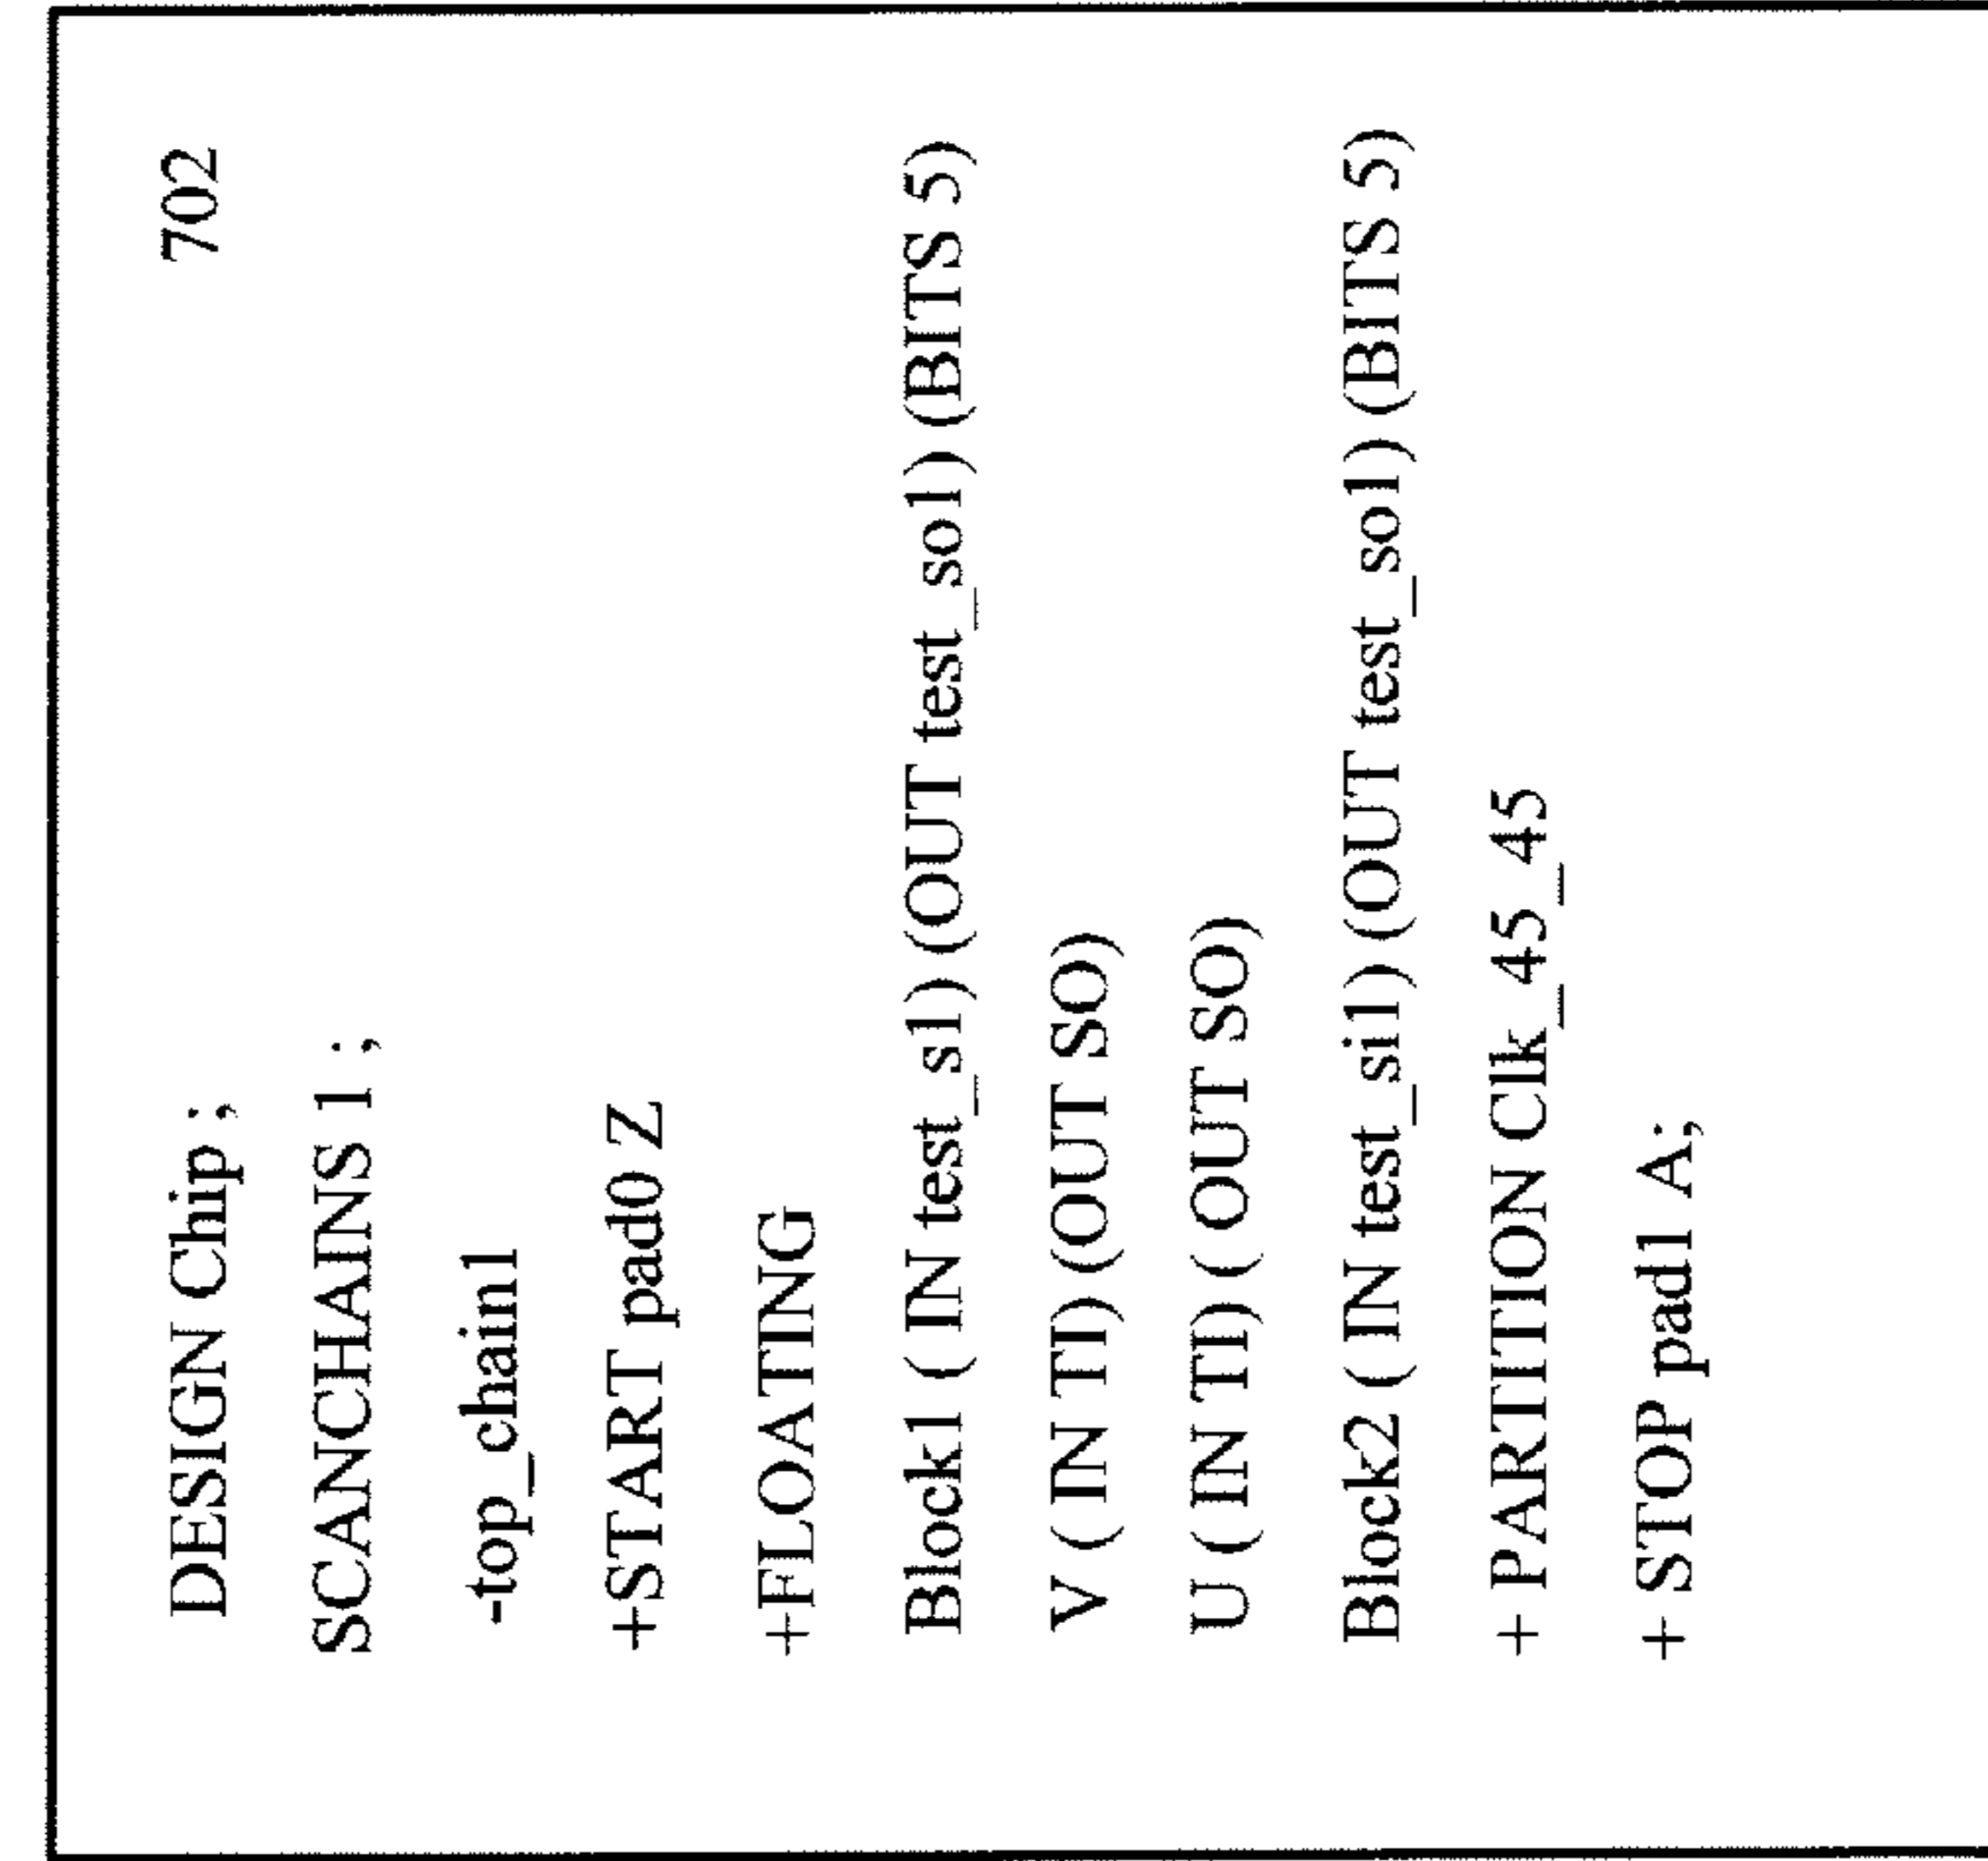 702
DESIGN Chip ;
SCANCHAINS 1 ;
-top_chain1
+START pad0 Z
+FLOATING
Block1 ( IN test_s1) (OUT test_so1) (BITS 5)
V ( IN TI) (OUT SO)
U ( IN TI) ( OUT SO)
Block2 ( IN test_si1) (OUT test_so1) (BITS 5)
+ PARTITION Clk_45_45
+ STOP pad1 A;